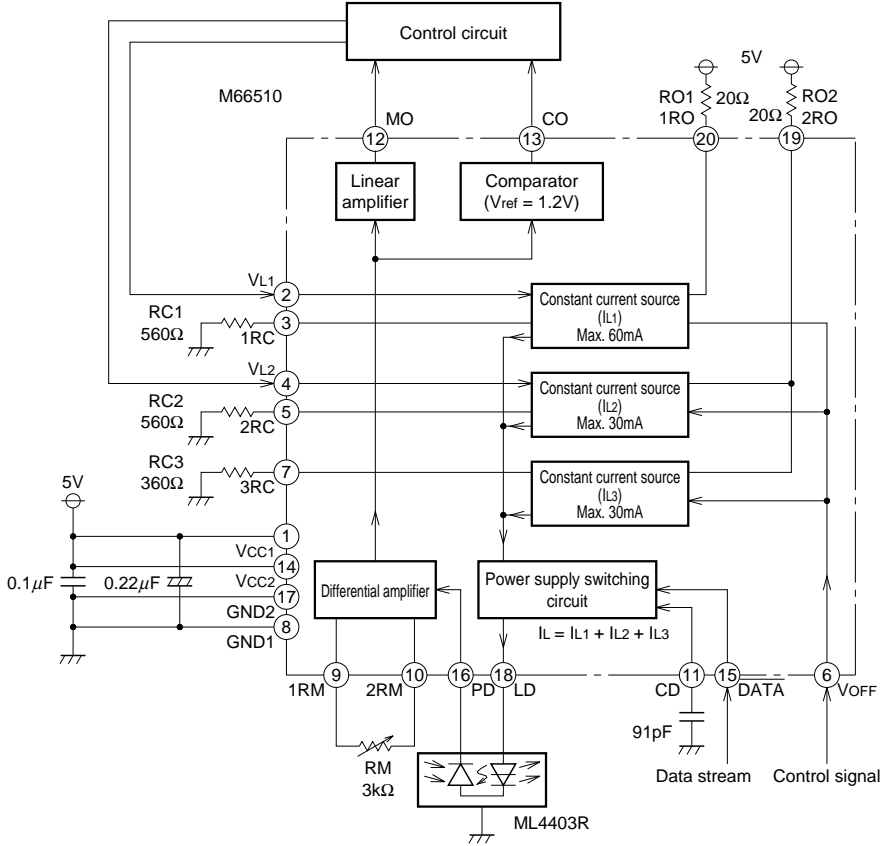 Control circuit
5V
M66510
RO1
1RO
20Ω
20Ω
RO2
2RO
MO
CO
12
13
20
19
Linear
amplifier
Comparator
(Vref = 1.2V)
VL1
2
RC1
560Ω
3
1RC
Constant current source
(IL1)
Max. 60mA
VL2
4
RC2
560Ω
5
2RC
Constant current source
(IL2)
Max. 30mA
RC3
360Ω
7
3RC
Constant current source
(IL3)
Max. 30mA
5V
1
VCC1
14
VCC2
17
GND2
8
GND1
0.1µF
0.22µF
Differential amplifier
Power supply switching
circuit
IL = IL1 + IL2 + IL3
9
10
16
18
11
15
6
1RM
2RM
PD
LD
CD
DATA
VOFF
91pF
RM
3kΩ
Data stream
Control signal
ML4403R